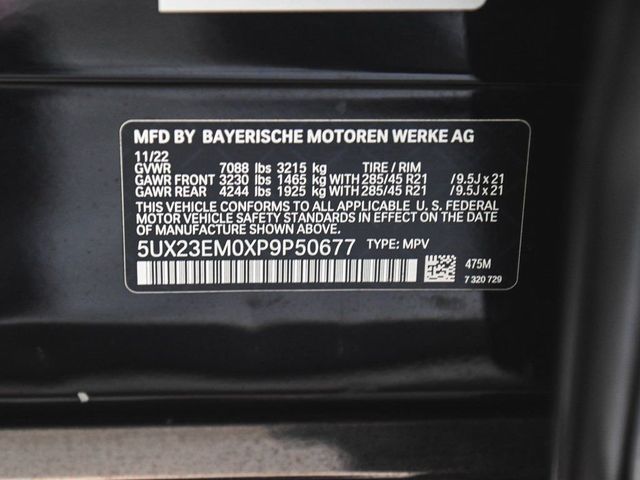 MFD BY BAYERISCHE MOTOREN WERKE AG
11/22
GVWR 7088 lbs 3215 kg TIRE / RIM
GAWR FRONT 3230 lbs 1465 kg WITH 285/45 R21 /9.5J x 21
GAWR REAR 4244 lbs 1925 kg WITH 285/45 R21 /9.5J x 21
THIS VEHICLE CONFORMS TO ALL APPLICABLE U. S. FEDERAL
MOTOR VEHICLE SAFETY STANDARDS IN EFFECT ON THE DATE
OF MANUFACTURE SHOWN ABOVE.
5UX23EM0XP9P50677 TYPE: MPV
475M
7 320 729